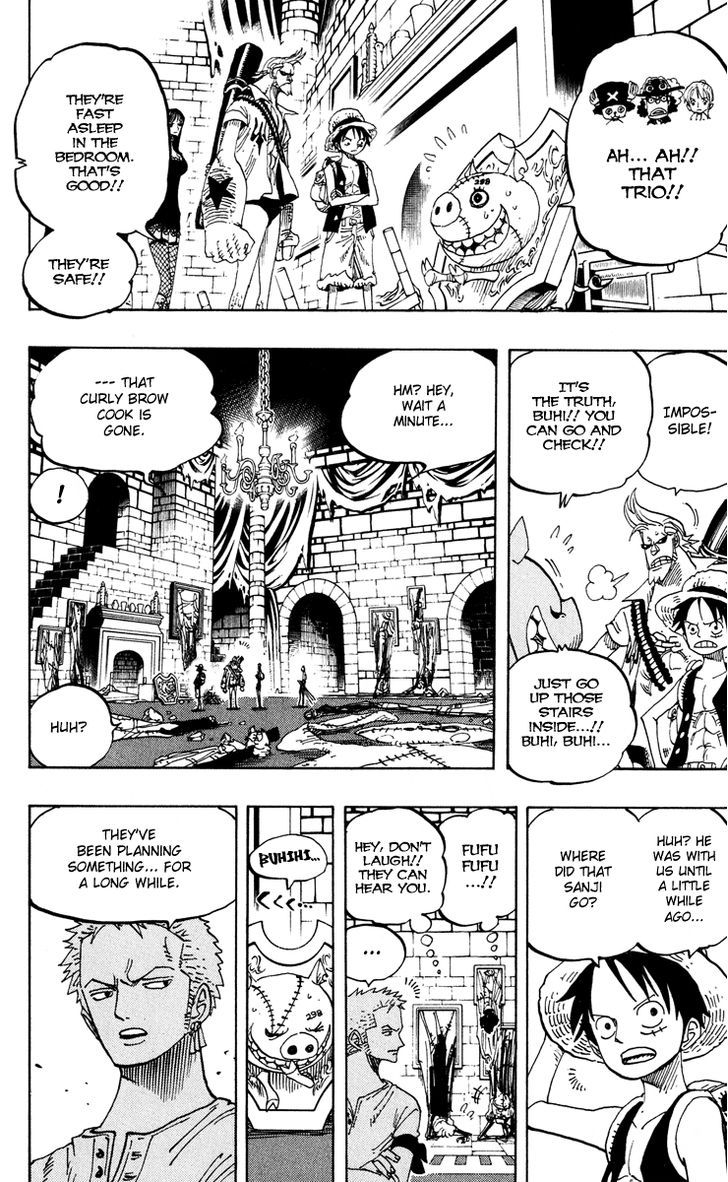 AH... AH!!
THAT
TRIO!!
298
THEY'RE
FAST
ASLEEP
IN THE
BEDROOM.
THAT'S
GOOD!!
THEY'RE
SAFE!!
IMPOS-
SIBLE!
IT'S
THE TRUTH,
BUHI!! YOU
CAN GO AND
CHECK!!
JUST GO
UP THOSE
STAIRS
INSIDE...!!
BUHI, BUHI...
HM? HEY,
WAIT A
MINUTE...
--- THAT
CURLY BROW
COOK IS
GONE.
!
HUH?
HUH? HE
WAS WITH
US UNTIL
A LITTLE
WHILE
AGO...
WHERE
DID THAT
SANJI
GO?
FUFU
FUFU
...!!
HEY, DON'T
LAUGH!!
THEY CAN
HEAR YOU.
...
BUHIHI...
298
THEY'VE
BEEN PLANNING
SOMETHING... FOR
A LONG WHILE.